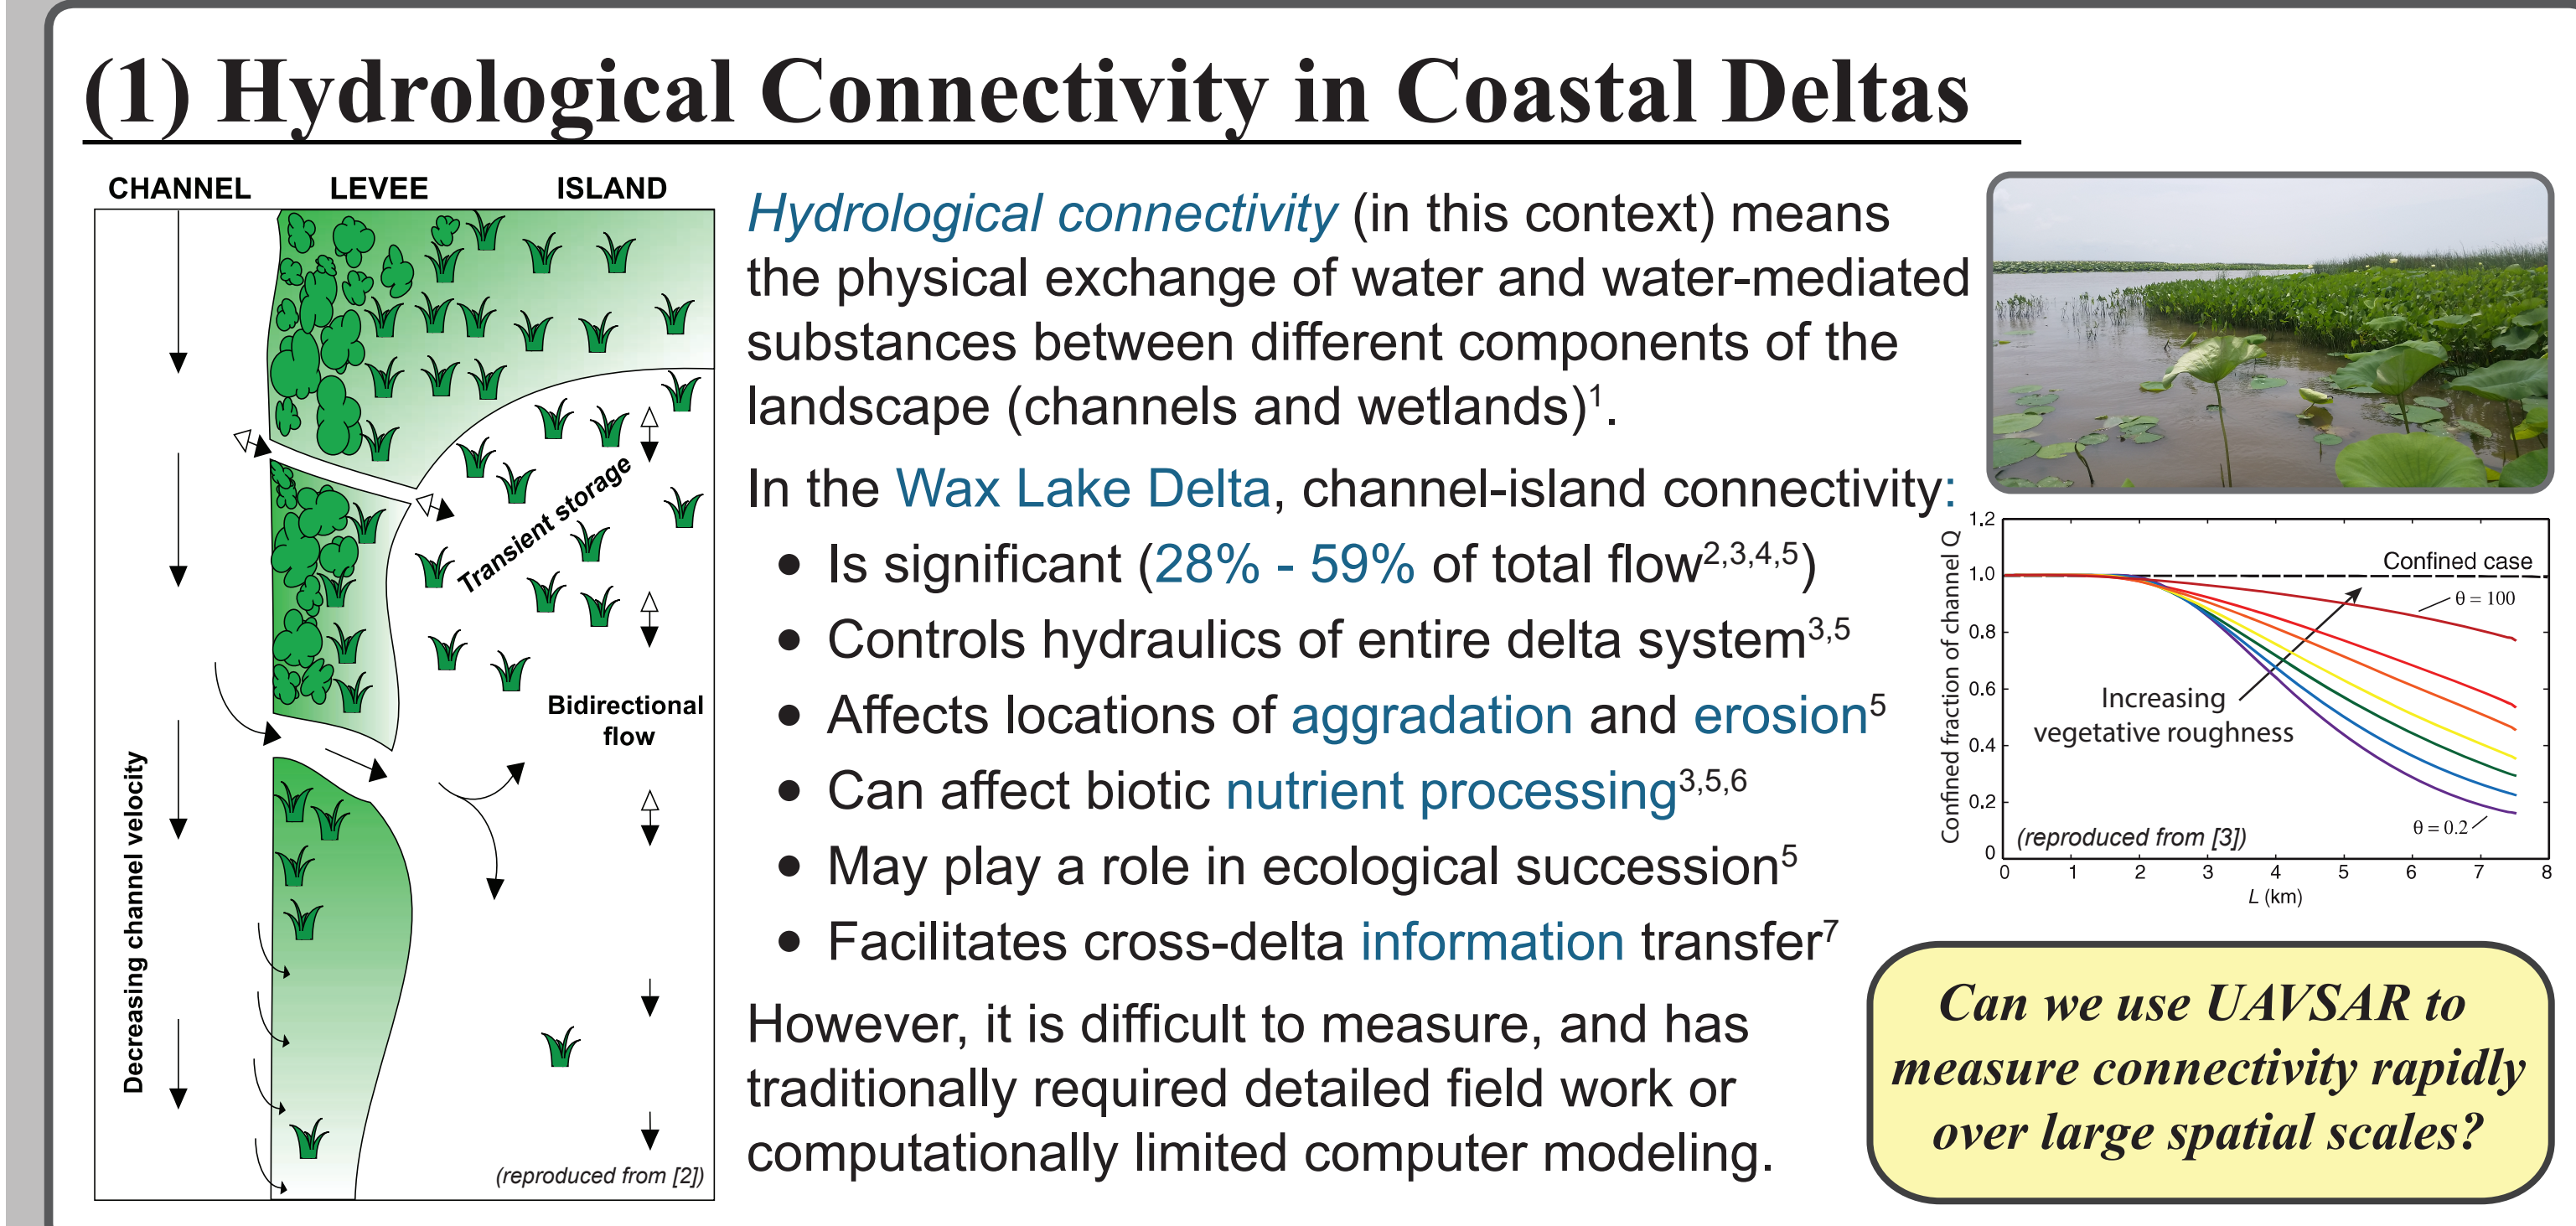 (1) Hydrological Connectivity in Coastal Deltas
CHANNEL LEVEE ISLAND
Transient storage
Bidirectional
flow
Decreasing channel velocity
(reproduced from [2])
Hydrological connectivity (in this context) means
the physical exchange of water and water-mediated
substances between different components of the
landscape (channels and wetlands)1.
In the Wax Lake Delta, channel-island connectivity:
• Is significant (28% - 59% of total flow2,3,4,5)
• Controls hydraulics of entire delta system3,5
• Affects locations of aggradation and erosion5
• Can affect biotic nutrient processing3,5,6
• May play a role in ecological succession5
• Facilitates cross-delta information transfer7
However, it is difficult to measure, and has
traditionally required detailed field work or
computationally limited computer modeling.
Confined fraction of channel Q
1.2
1.0
0.8
0.6
0.4
0.2
0
Confined case
θ = 100
Increasing
vegetative roughness
θ = 0.2
(reproduced from [3])
0 1 2 3 4 5 6 7 8
L (km)
Can we use UAVSAR to
measure connectivity rapidly
over large spatial scales?